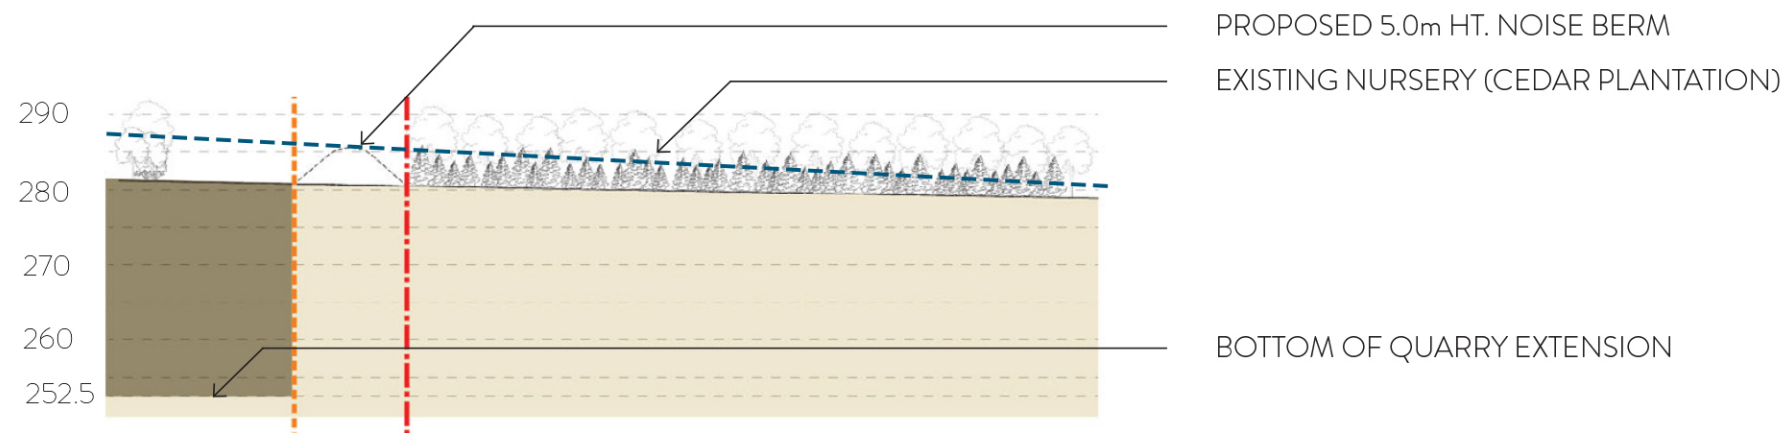 PROPOSED 5.0m HT. NOISE BERM
EXISTING NURSERY (CEDAR PLANTATION)
290
280
270
260
BOTTOM OF QUARRY EXTENSION
252.5